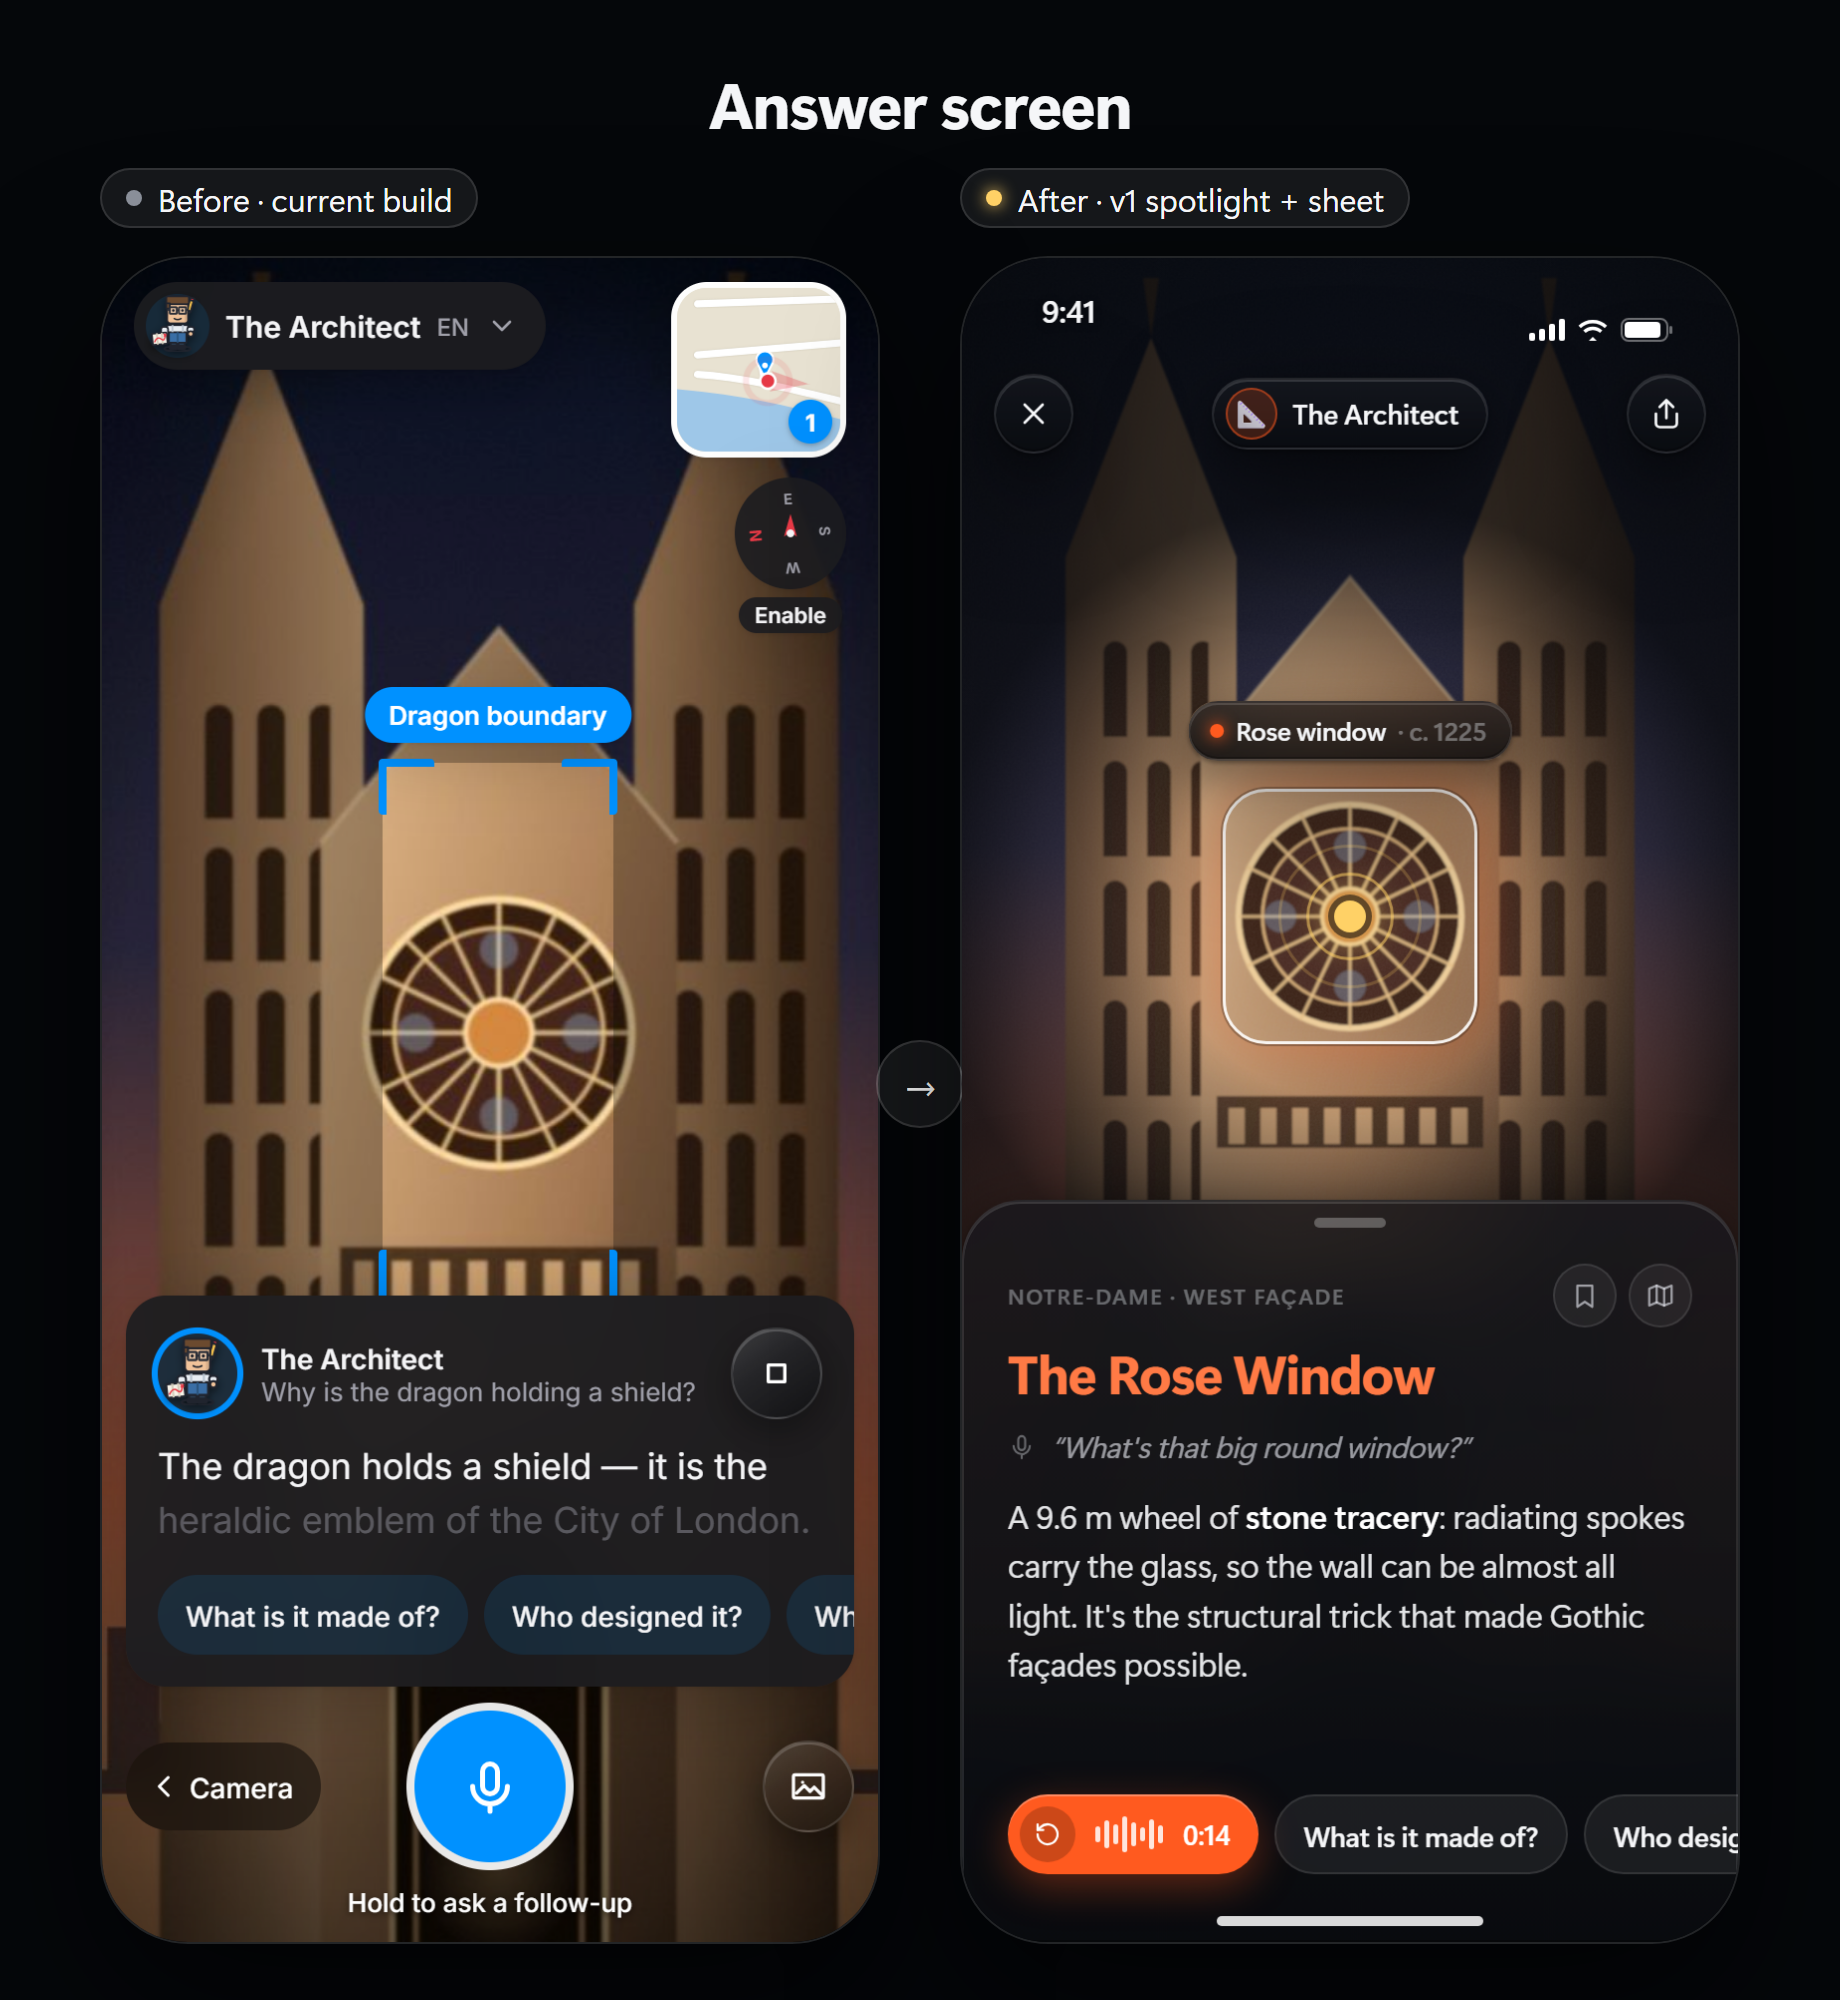 Answer screen
Before · current build
After · v1 spotlight + sheet
The Architect EN
1
E
N
S
W
Enable
Dragon boundary
The Architect
Why is the dragon holding a shield?
The dragon holds a shield — it is the
heraldic emblem of the City of London.
What is it made of?
Who designed it?
Wh
Camera
Hold to ask a follow-up
→
9:41
The Architect
Rose window · c. 1225
NOTRE-DAME · WEST FAÇADE
The Rose Window
“What's that big round window?”
A 9.6 m wheel of stone tracery: radiating spokes
carry the glass, so the wall can be almost all
light. It's the structural trick that made Gothic
façades possible.
0:14
What is it made of?
Who desig